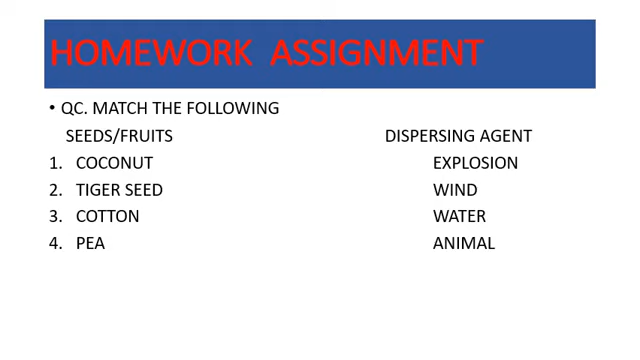 HOMEWORK ASSIGNMENT
• QC. MATCH THE FOLLOWING
SEEDS/FRUITS DISPERSING AGENT
1. COCONUT EXPLOSION
2. TIGER SEED WIND
3. COTTON WATER
4. PEA ANIMAL